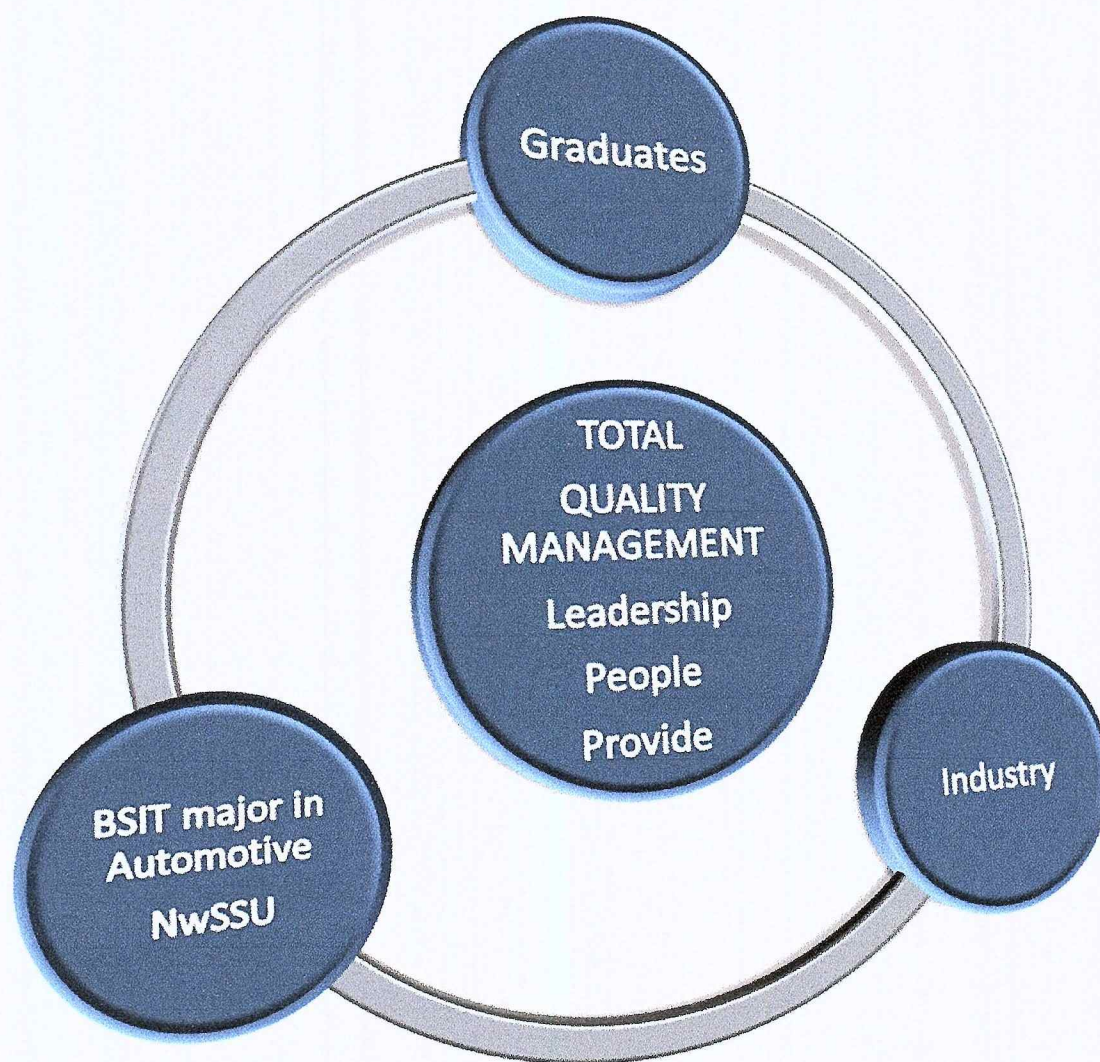 Graduates
TOTAL
QUALITY
MANAGEMENT
Leadership
People
Provide
Industry
BSIT major in
Automotive
NwSSU